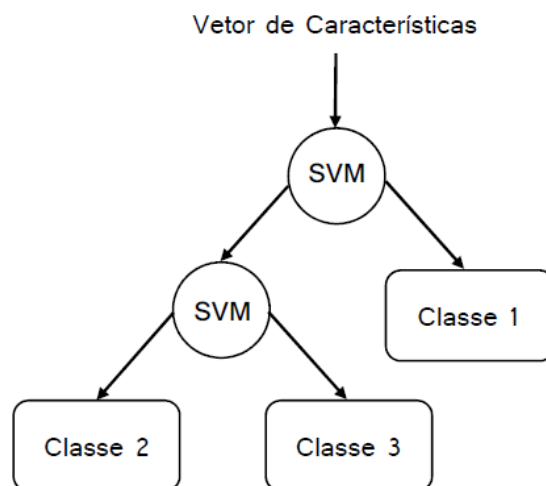 Vetor de Características
SVM
SVM
Classe 1
Classe 2
Classe 3